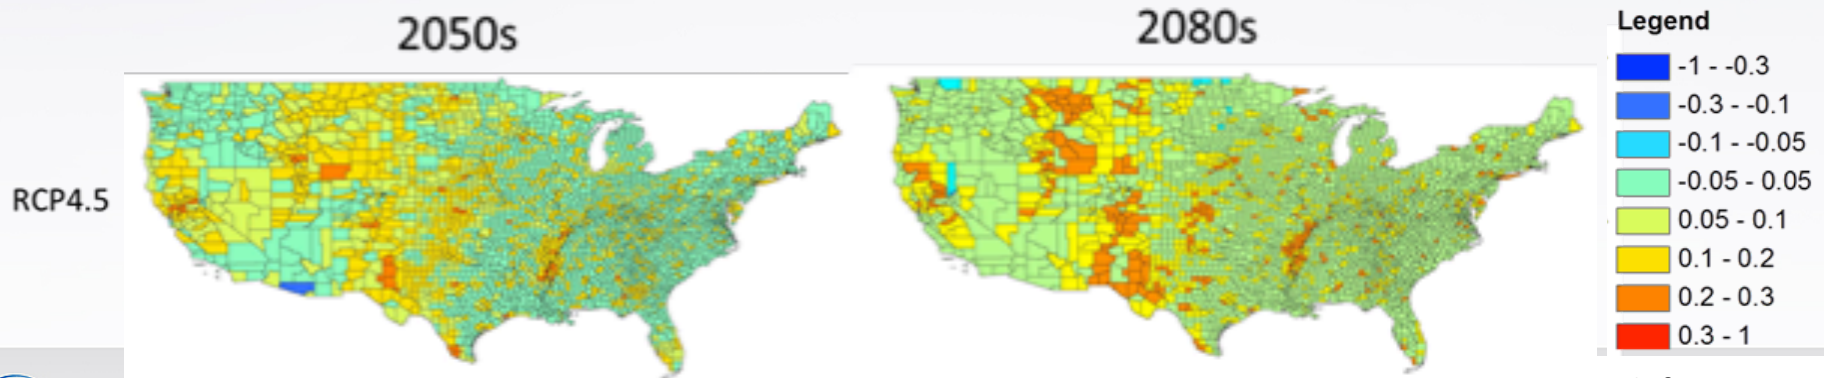 2050s
2080s
RCP4.5
Legend
-1 - -0.3
-0.3 - -0.1
-0.1 - -0.05
-0.05 - 0.05
0.05 - 0.1
0.1 - 0.2
0.2 - 0.3
0.3 - 1